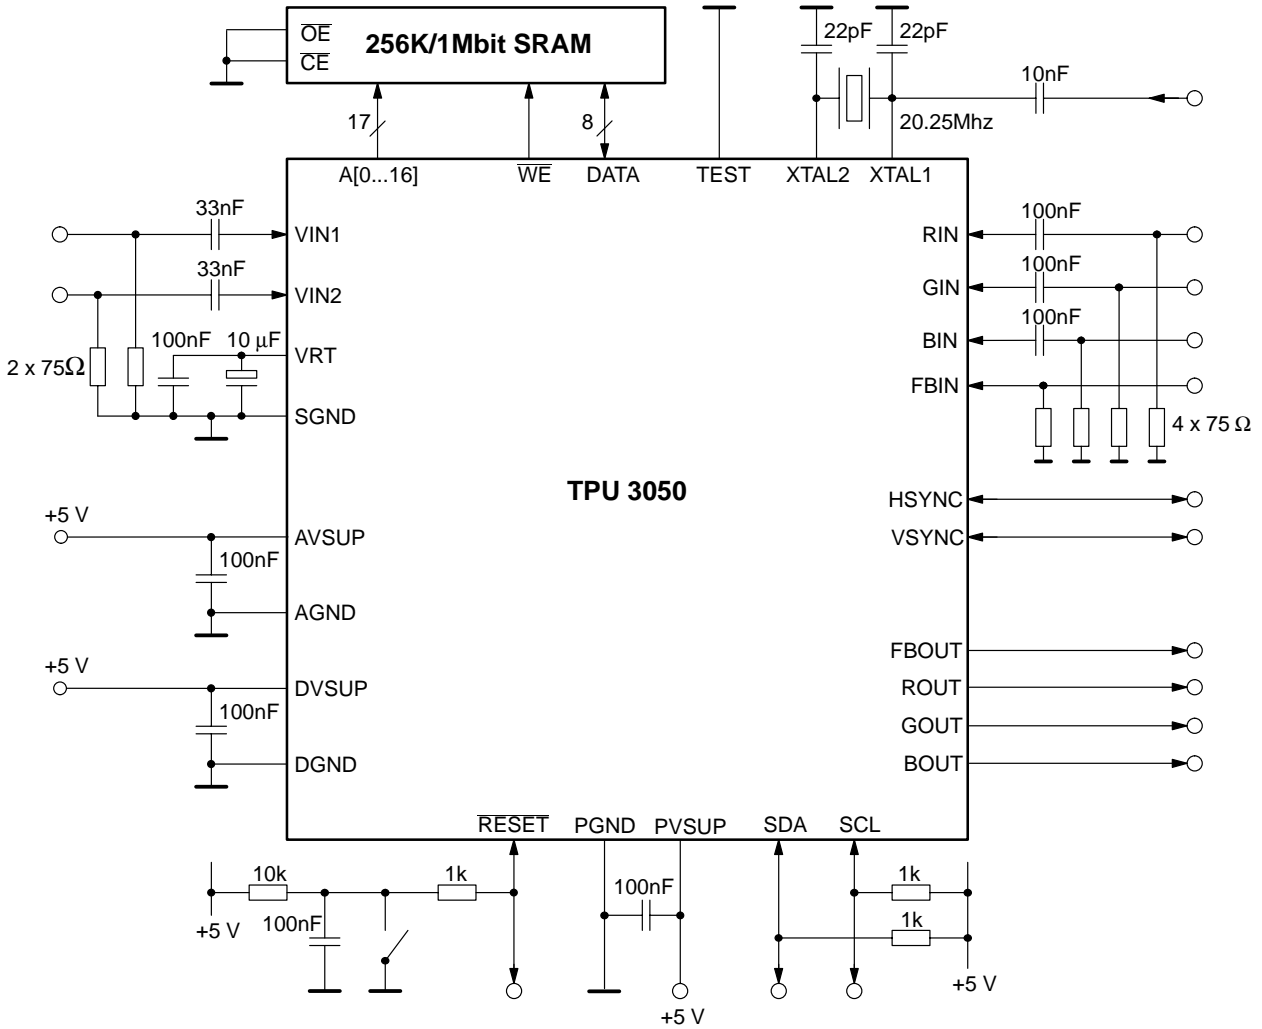 OE
256K/1Mbit SRAM
CE
22pF 22pF
10nF
17 8 20.25Mhz
A[0...16] WE DATA TEST XTAL2 XTAL1
33nF 100nF
VIN1 RIN
33nF 100nF
VIN2 GIN
100nF
100nF 10 µF BIN
VRT
2 x 75Ω FBIN
SGND 4 x 75 Ω
TPU 3050
HSYNC
+5 V
AVSUP VSYNC
100nF
AGND
FBOUT
+5 V
DVSUP ROUT
100nF GOUT
DGND BOUT
RESET PGND PVSUP SDA SCL
10k 1k 100nF 1k
100nF 1k
+5 V
+5 V
+5 V